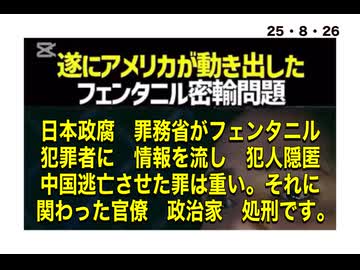 25・8・26
遂にアメリカが動き出した
フェンタニル密輸問題
日本政腐 罪務省がフェンタニル
犯罪者に 情報を流し 犯人隠匿
中国逃亡させた罪は重い。それに
関わった官僚 政治家 処刑です。